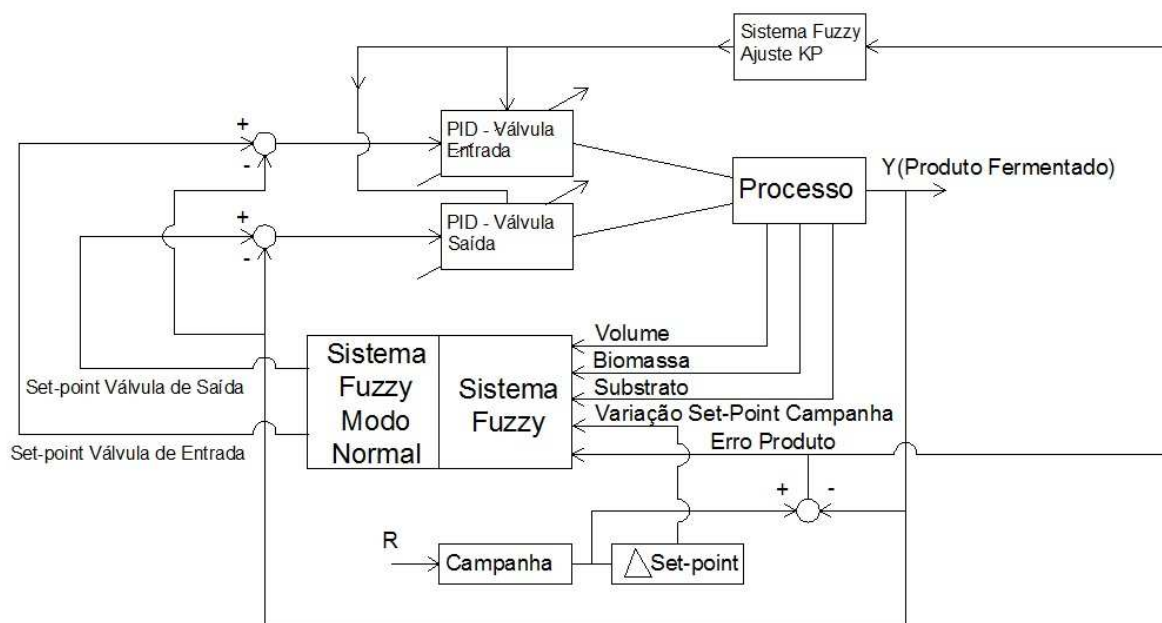 Sistema Fuzzy
Ajuste KP
+
-
PID - Válvula
Entrada
Processo
Y(Produto Fermentado)
+
-
PID - Válvula
Saída
Set-point Válvula de Saída
Set-point Válvula de Entrada
Sistema
Fuzzy
Modo
Normal
Sistema
Fuzzy
Volume
Biomassa
Substrato
Variação Set-Point Campanha
Erro Produto
+
-
R
Campanha
△Set-point